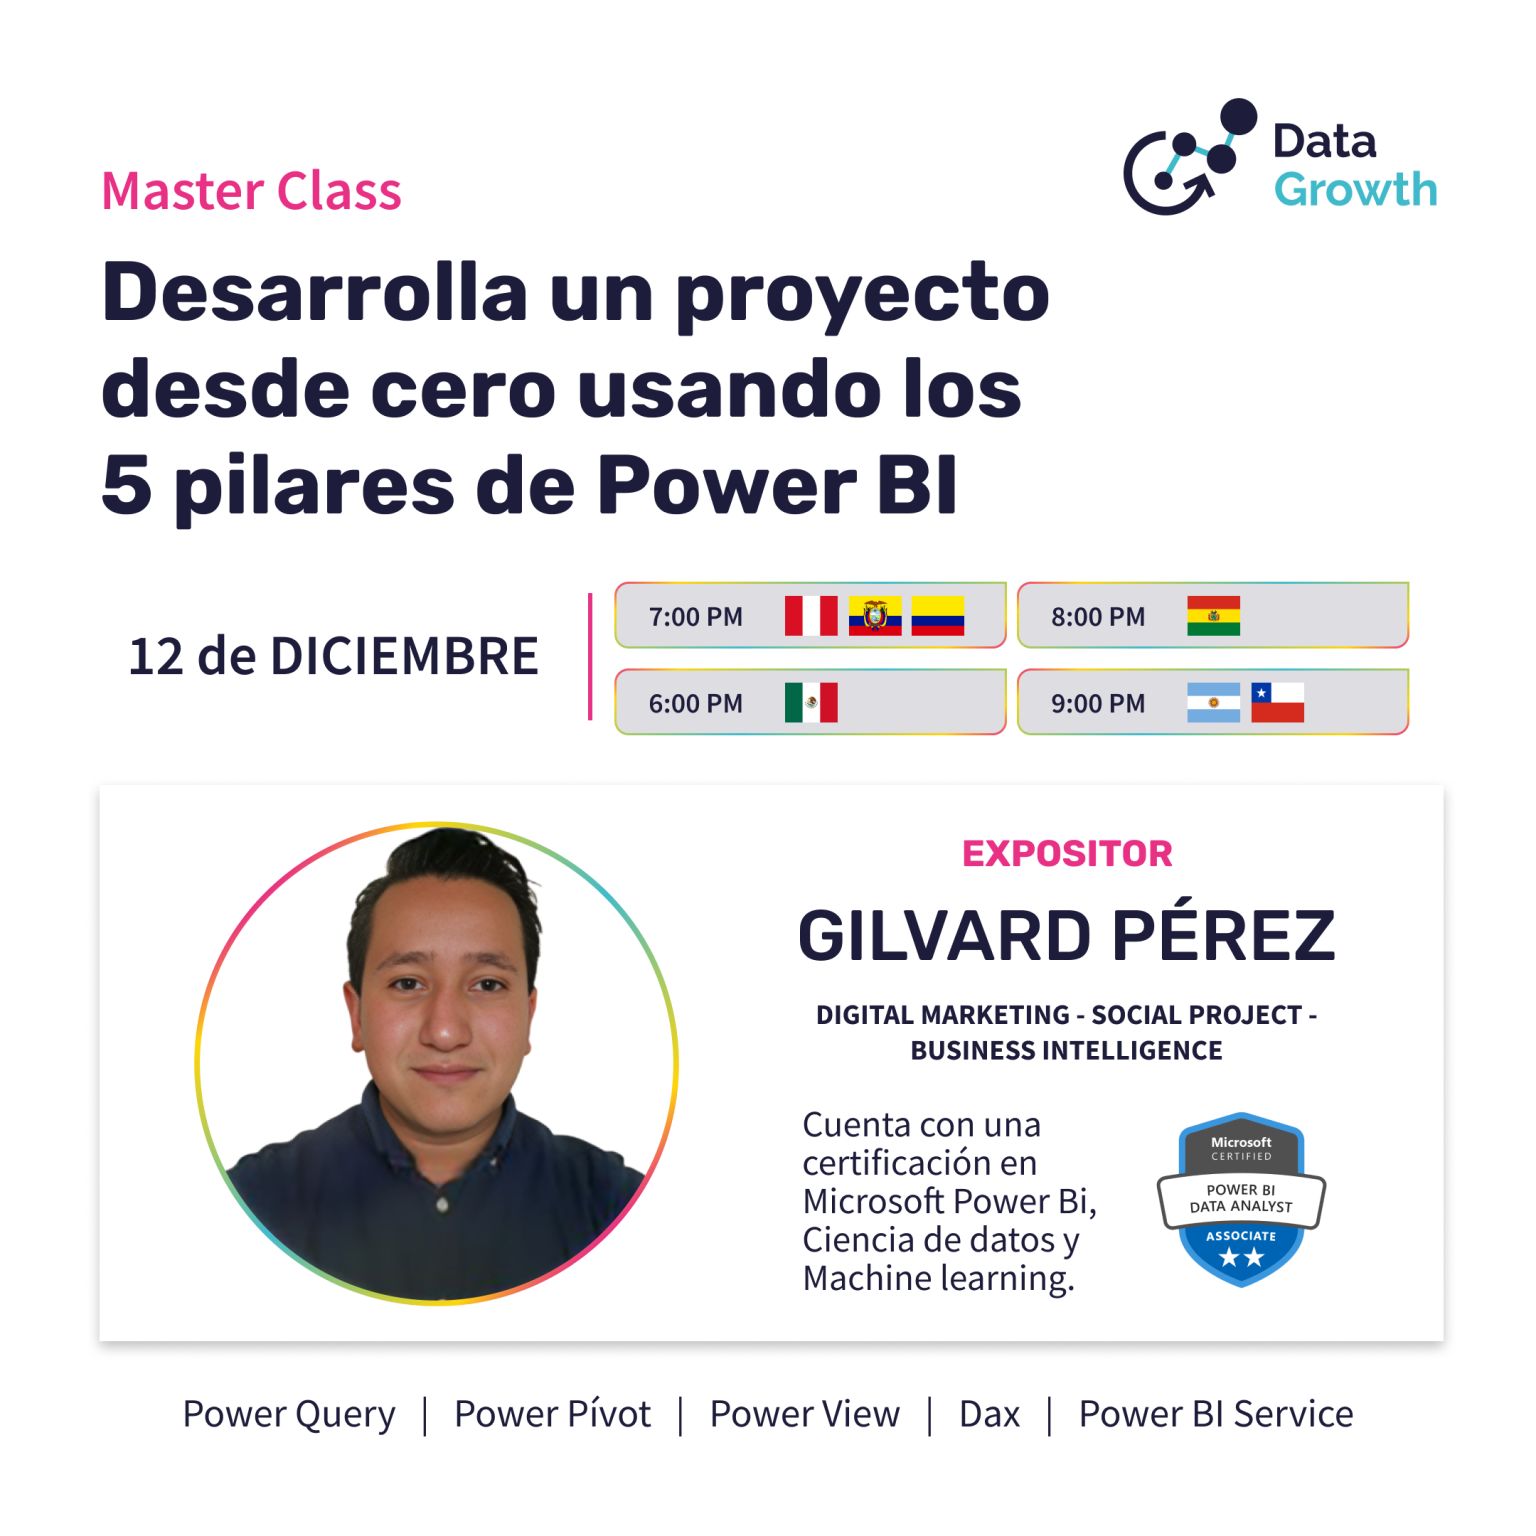 Data
Growth
Master Class
Desarrolla un proyecto
desde cero usando los
5 pilares de Power BI
12 de DICIEMBRE
7:00 PM
8:00 PM
6:00 PM
9:00 PM
EXPOSITOR
GILVARD PÉREZ
DIGITAL MARKETING - SOCIAL PROJECT -
BUSINESS INTELLIGENCE
Cuenta con una
certificación en
Microsoft Power Bi,
Ciencia de datos y
Machine learning.
Microsoft
CERTIFIED
POWER BI
DATA ANALYST
ASSOCIATE
Power Query | Power Pívot | Power View | Dax | Power BI Service